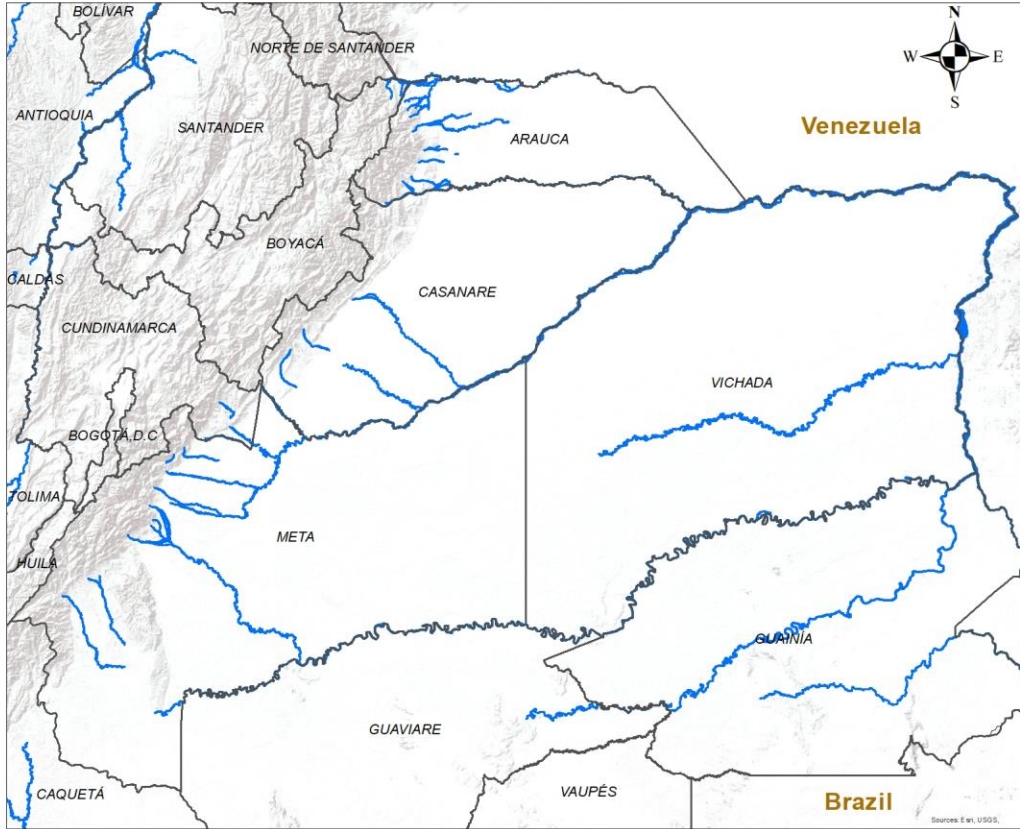 BOLÍVAR
N
NORTE DE SANTANDER
W
E
S
ANTIOQUIA
SANTANDER
ARAUCA
Venezuela
BOYACÁ
CALDAS
CASANARE
CUNDINAMARCA
VICHADA
BOGOTÁ,D.C
TOLIMA
META
HUILA
GUAINÍA
GUAVIARE
CAQUETÁ
VAUPÉS
Brazil
Sources: Esri, USGS,